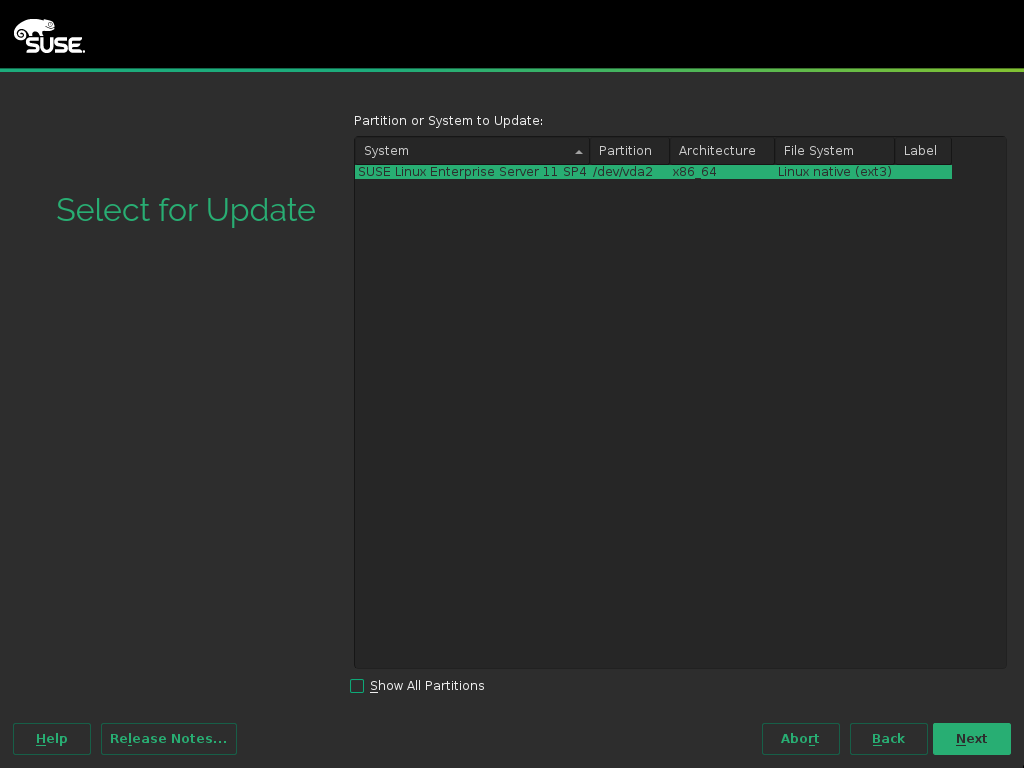 SUSE.
Partition or System to Update:
System Partition Architecture File System Label
SUSE Linux Enterprise Server 11 SP4 /dev/vda2 x86_64 Linux native (ext3)
Select for Update
Show All Partitions
Help Release Notes... Abort Back Next